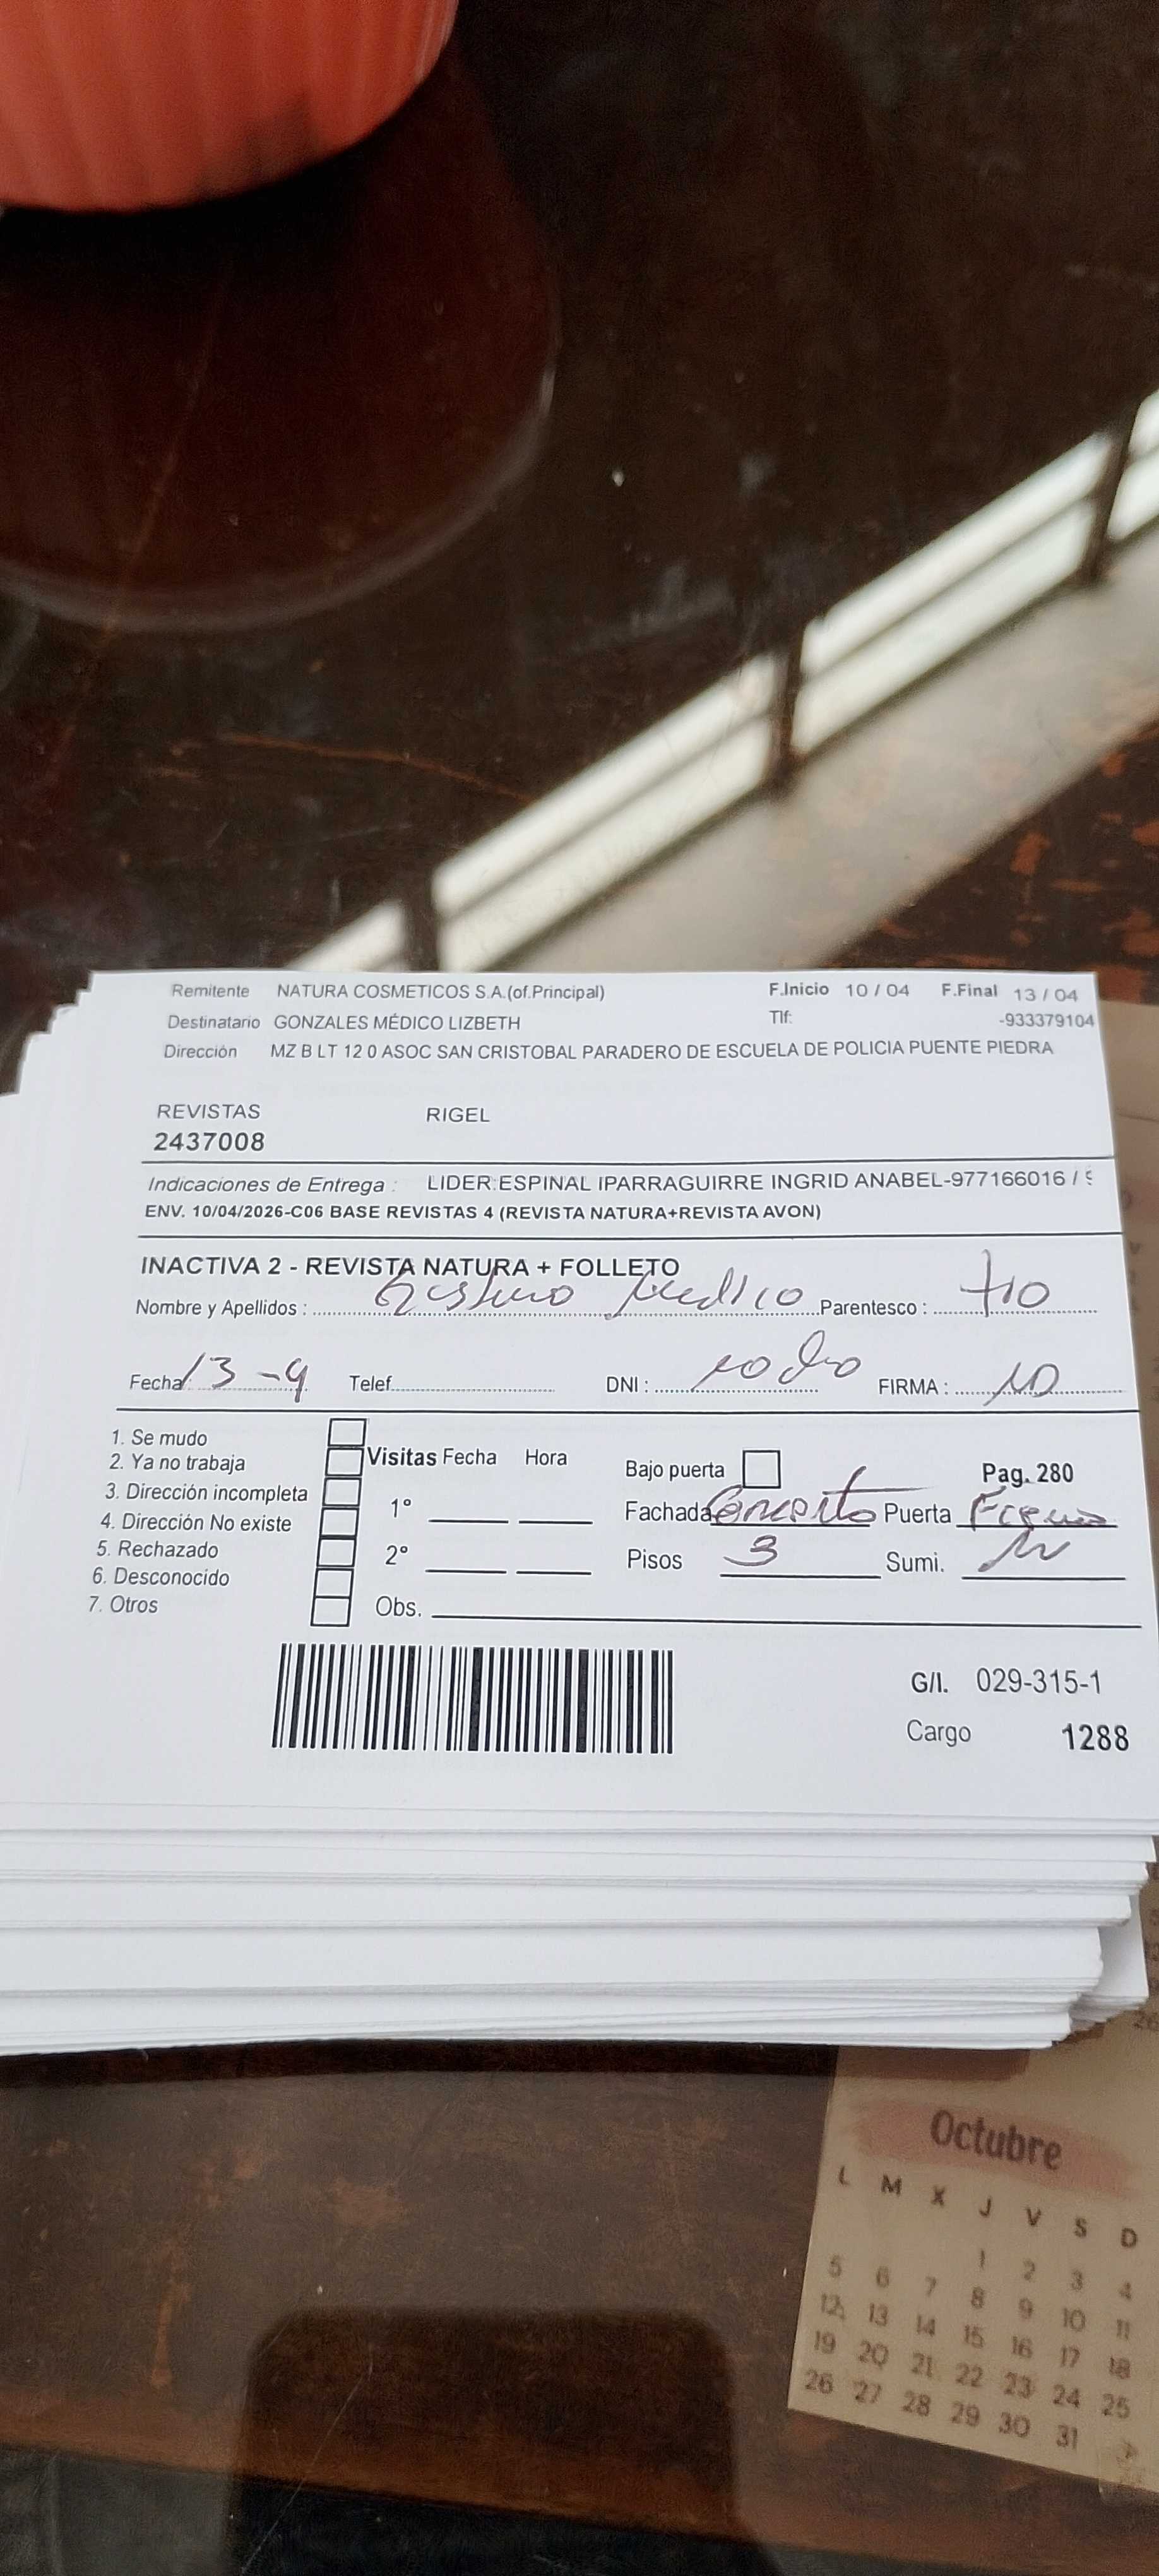 Remitente NATURA COSMETICOS S.A.(of.Principal) F.Inicio 10 / 04 F.Final 13 / 04
Destinatario GONZALES MÉDICO LIZBETH Tlf: -933379104
Dirección MZ B LT 12 0 ASOC SAN CRISTOBAL PARADERO DE ESCUELA DE POLICIA PUENTE PIEDRA
REVISTAS RIGEL
2437008
Indicaciones de Entrega : LIDER:ESPINAL IPARRAGUIRRE INGRID ANABEL-977166016 /
ENV. 10/04/2026-C06 BASE REVISTAS 4 (REVISTA NATURA+REVISTA AVON)
INACTIVA 2 - REVISTA NATURA + FOLLETO
Nombre y Apellidos : Medico Parentesco : tio
Fecha 13-4 Telef. DNI : FIRMA :
1. Se mudo
2. Ya no trabaja Visitas Fecha Hora Bajo puerta Pag. 280
3. Dirección incompleta 1° Fachada Concreto Puerta
4. Dirección No existe
5. Rechazado 2° Pisos 3 Sumi.
6. Desconocido
7. Otros Obs.
G/I. 029-315-1
Cargo 1288
Octubre
L M X J V S D
1 2 3 4
5 6 7 8 9 10 11
12 13 14 15 16 17 18
19 20 21 22 23 24 25
26 27 28 29 30 31